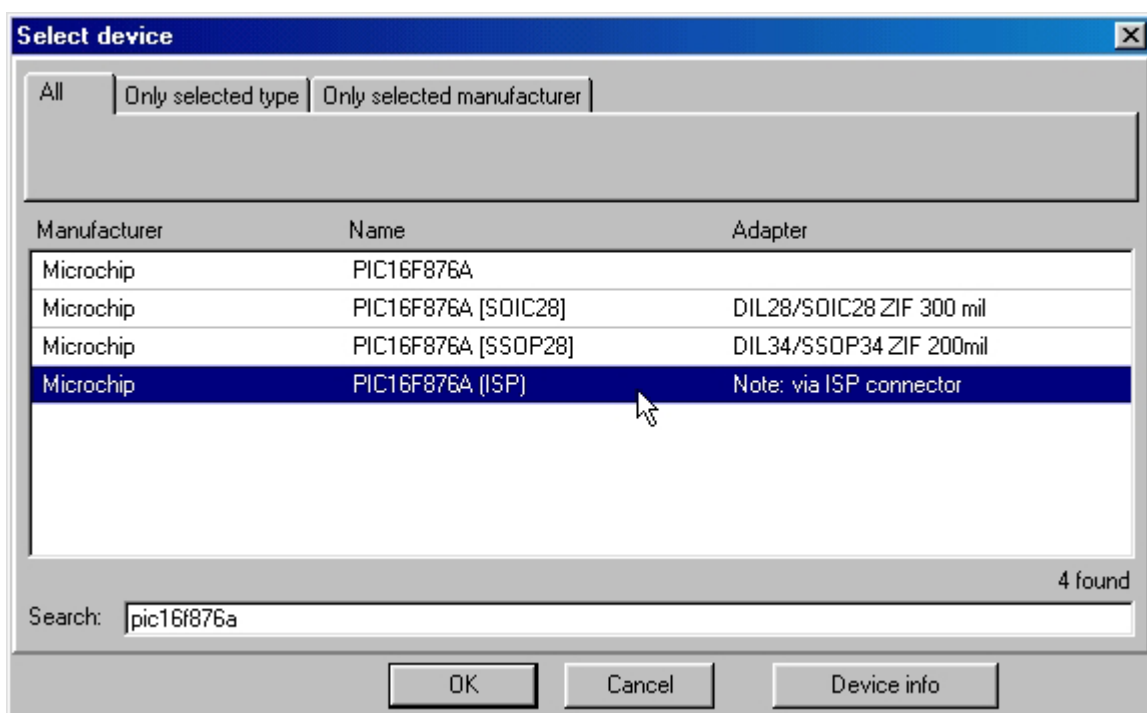 Select device
All Only selected type Only selected manufacturer
Manufacturer Name Adapter
Microchip PIC16F876A
Microchip PIC16F876A [SOIC28] DIL28/SOIC28 ZIF 300 mil
Microchip PIC16F876A [SSOP28] DIL34/SSOP34 ZIF 200mil
Microchip PIC16F876A (ISP) Note: via ISP connector
4 found
Search: pic16f876a
OK Cancel Device info